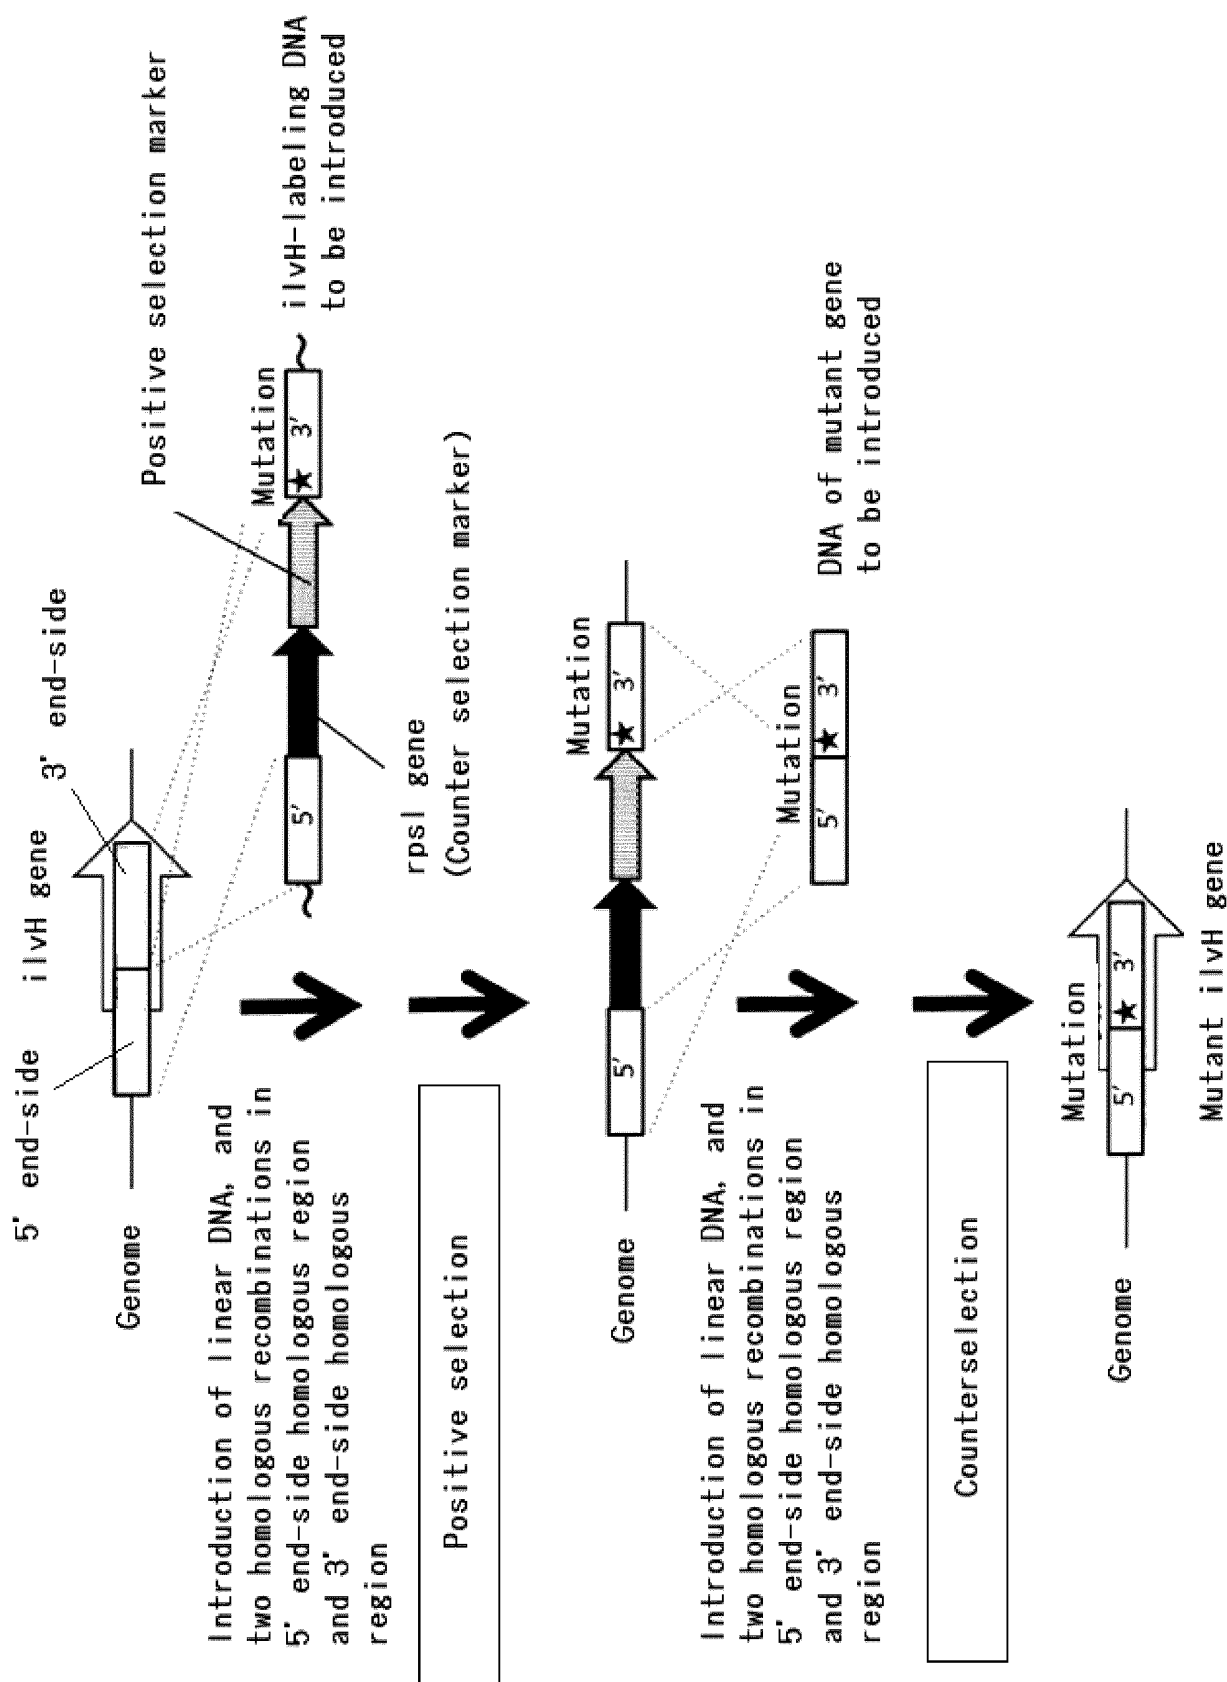 5' end-side
ilvH gene
3' end-side
Genome
Positive selection marker
Introduction of linear DNA, and
two homologous recombinations in
5' end-side homologous region
and 3' end-side homologous
region
Mutation
5'
3'
ilvH-labeling DNA
to be introduced
rpsl gene
(Counter selection marker)
Positive selection
Mutation
Genome
5'
3'
Introduction of linear DNA, and
two homologous recombinations in
5' end-side homologous region
and 3' end-side homologous
region
Mutation
5'
3'
DNA of mutant gene
to be introduced
Counterselection
Mutation
Genome
5'
3'
Mutant ilvH gene